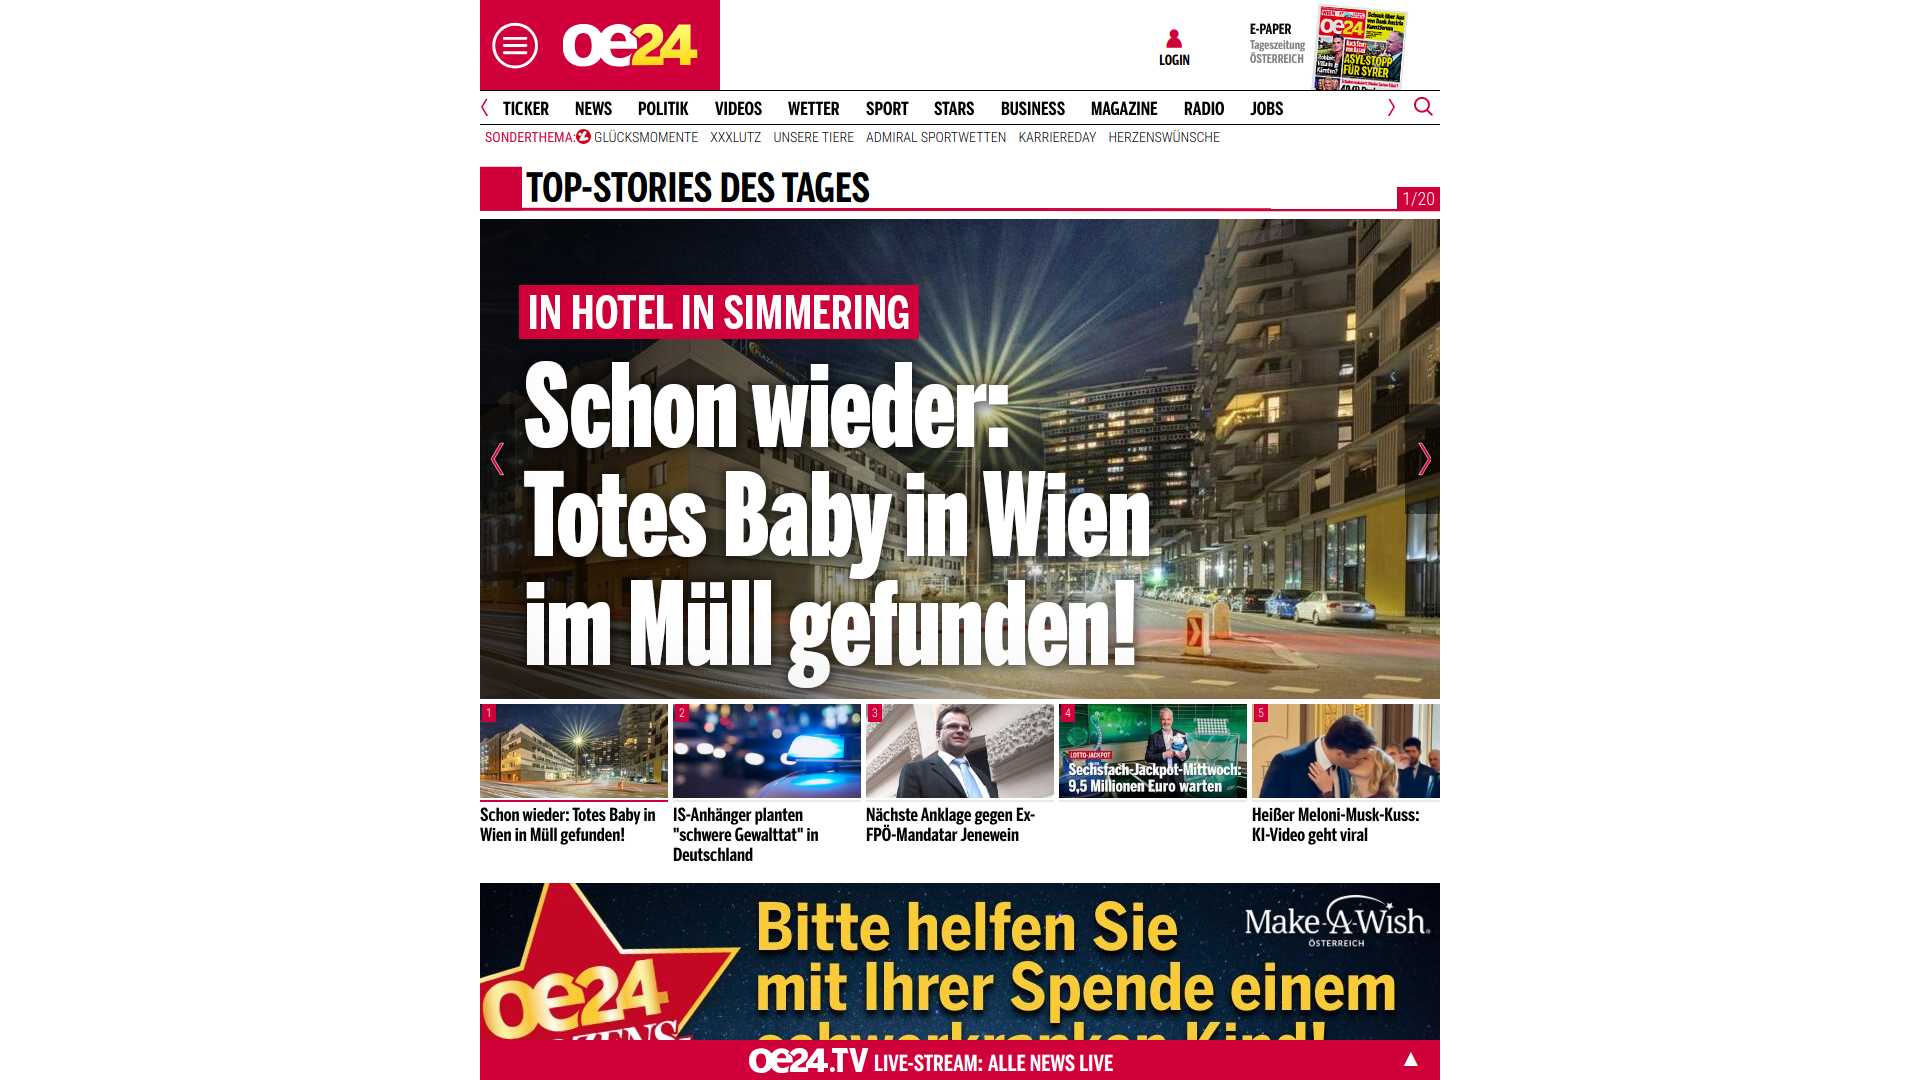 oe24
LOGIN
E-PAPER
Tageszeitung
ÖSTERREICH
oe24
ASYL-STOPP
FÜR SYRER
TICKER NEWS POLITIK VIDEOS WETTER SPORT STARS BUSINESS MAGAZINE RADIO JOBS
SONDERTHEMA: GLÜCKSMOMENTE XXXLUTZ UNSERE TIERE ADMIRAL SPORTWETTEN KARRIEREDAY HERZENSWÜNSCHE
TOP-STORIES DES TAGES
1/20
IN HOTEL IN SIMMERING
Schon wieder:
Totes Baby in Wien
im Müll gefunden!
1
2
3
4
5
LOTTO-JACKPOT
Sechsfach-Jackpot-Mittwoch:
9,5 Millionen Euro warten
Schon wieder: Totes Baby in
Wien in Müll gefunden!
IS-Anhänger planten
"schwere Gewalttat" in
Deutschland
Nächste Anklage gegen Ex-
FPÖ-Mandatar Jenewein
Heißer Meloni-Musk-Kuss:
KI-Video geht viral
oe24
Bitte helfen Sie
mit Ihrer Spende einem
schwerkranken Kind!
Make-A-Wish
ÖSTERREICH
oe24.TV LIVE-STREAM: ALLE NEWS LIVE